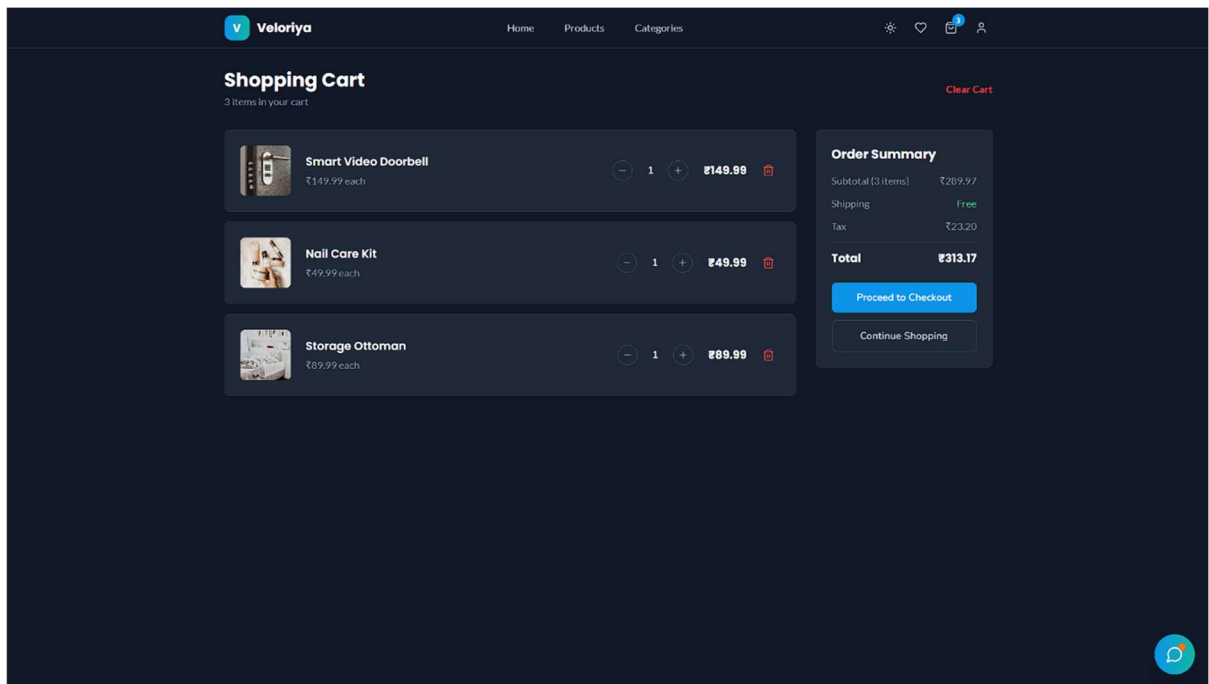 V Veloriya
Home Products Categories
3
Shopping Cart
3 items in your cart
Clear Cart
Smart Video Doorbell
₹149.99 each
1
₹149.99
Nail Care Kit
₹49.99 each
1
₹49.99
Storage Ottoman
₹89.99 each
1
₹89.99
Order Summary
Subtotal (3 items) ₹289.97
Shipping Free
Tax ₹23.20
Total ₹313.17
Proceed to Checkout
Continue Shopping